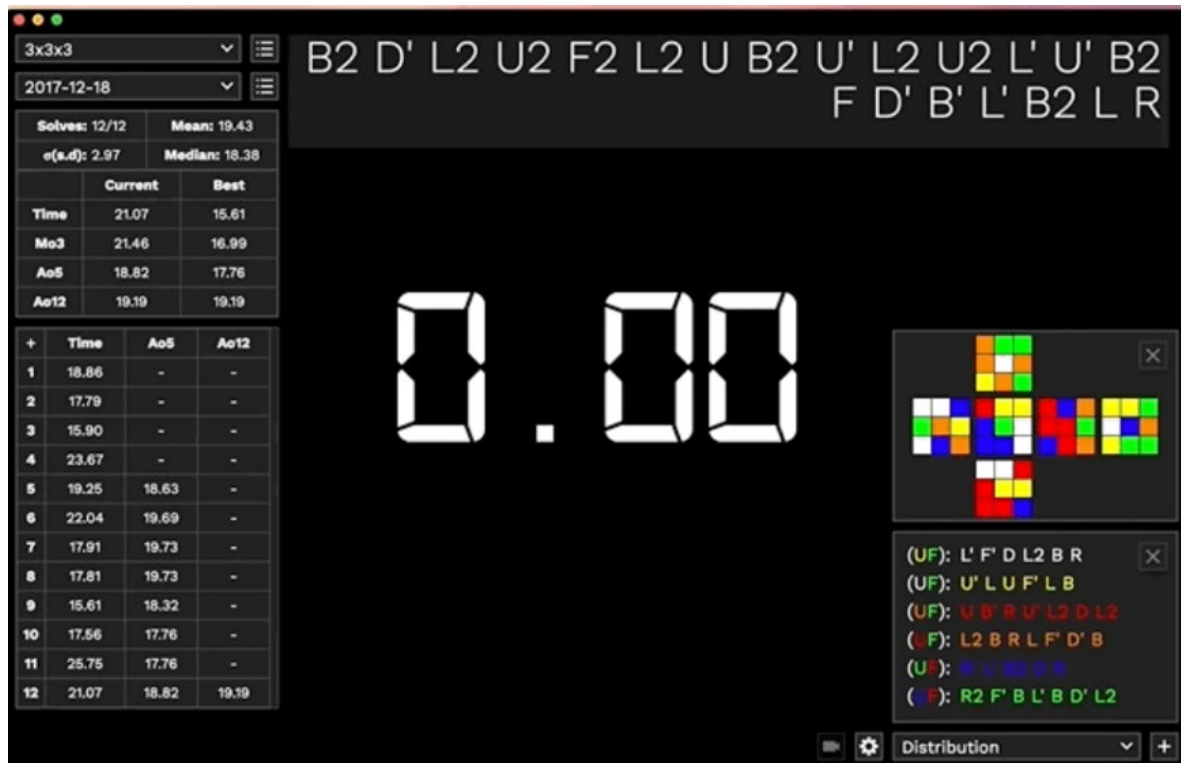 3x3x3
B2 D' L2 U2 F2 L2 U B2 U' L2 U2 L' U' B2
F D' B' L' B2 L R
2017-12-18
Solves: 12/12 Mean: 19.43
σ(s.d): 2.97 Median: 18.38
Current Best
Time 21.07 15.61
Mo3 21.46 16.99
Ao5 18.82 17.76
Ao12 19.19 19.19
0.00
+ Time Ao5 Ao12
1 18.86 - -
2 17.79 - -
3 15.90 - -
4 23.67 - -
5 19.25 18.63 -
6 22.04 19.69 -
7 17.91 19.73 -
8 17.81 19.73 -
9 15.61 18.32 -
10 17.56 17.76 -
11 25.75 17.76 -
12 21.07 18.82 19.19
(UF): L' F' D L2 B R
(UF): U' L U F' L B
(UF): U B' R U' L2 D L2
(UF): L2 B R L F' D' B
(UF):
(F): R2 F' B L' B D' L2
Distribution
+